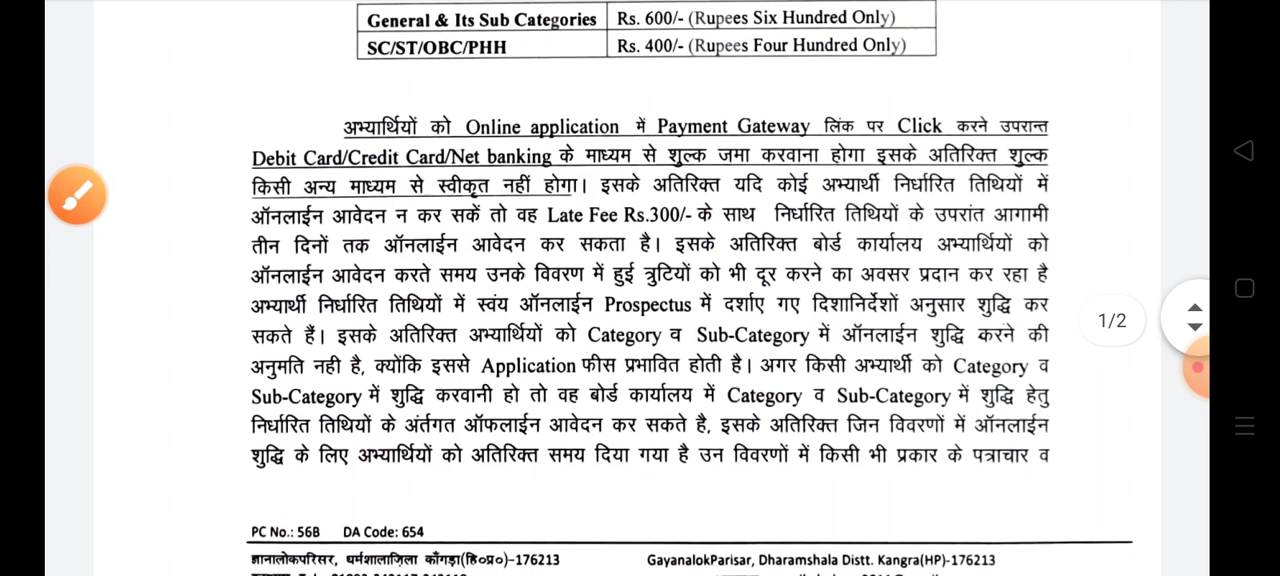 General & Its Sub Categories Rs. 600/- (Rupees Six Hundred Only)
SC/ST/OBC/PHH Rs. 400/- (Rupees Four Hundred Only)
अभ्यार्थियों को Online application में Payment Gateway लिंक पर Click करने उपरान्त
Debit Card/Credit Card/Net banking के माध्यम से शुल्क जमा करवाना होगा इसके अतिरिक्त शुल्क
किसी अन्य माध्यम से स्वीकृत नहीं होगा। इसके अतिरिक्त यदि कोई अभ्यार्थी निर्धारित तिथियों में
ऑनलाईन आवेदन न कर सकें तो वह Late Fee Rs.300/- के साथ निर्धारित तिथियों के उपरांत आगामी
तीन दिनों तक ऑनलाईन आवेदन कर सकता है। इसके अतिरिक्त बोर्ड कार्यालय अभ्यार्थियों को
ऑनलाईन आवेदन करते समय उनके विवरण में हुई त्रुटियों को भी दूर करने का अवसर प्रदान कर रहा है
अभ्यार्थी निर्धारित तिथियों में स्वंय ऑनलाईन Prospectus में दर्शाए गए दिशानिर्देशों अनुसार शुद्धि कर
सकते हैं। इसके अतिरिक्त अभ्यार्थियों को Category व Sub-Category में ऑनलाईन शुद्धि करने की
अनुमति नही है, क्योंकि इससे Application फीस प्रभावित होती है। अगर किसी अभ्यार्थी को Category व
Sub-Category में शुद्धि करवानी हो तो वह बोर्ड कार्यालय में Category व Sub-Category में शुद्धि हेतु
निर्धारित तिथियों के अंर्तगत ऑफलाईन आवेदन कर सकते है, इसके अतिरिक्त जिन विवरणों में ऑनलाईन
शुद्धि के लिए अभ्यार्थियों को अतिरिक्त समय दिया गया है उन विवरणों में किसी भी प्रकार के पत्राचार व
1/2
PC No.: 56B DA Code: 654
ज्ञानालोकपरिसर, धर्मशालाज़िला काँगड़ा(हि०प्र०)-176213 GayanalokParisar, Dharamshala Distt. Kangra(HP)-176213